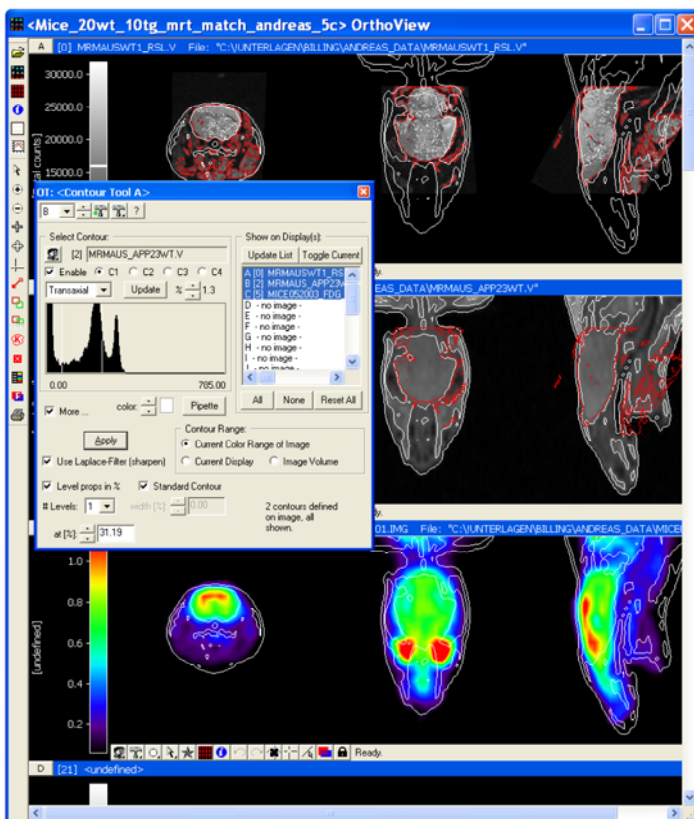 <Mice_20wt_10tg_mrt_match_andreas_5c> OrthoView
A [0] MRMAUSWT1_RSL.V File: "C:\UNTERLAGEN\BILLING\ANDREAS_DATA\MRMAUSWT1_RSL.V"
30000.0
25000.0
20000.0
15000.0
OT: <Contour Tool A>
B
?
Select Contour:
Show on Display(s):
[2] MRMAUS_APP23WT.V
Update List Toggle Current
Enable C1 C2 C3 C4
A [0] MRMAUSWT1_RS
B [2] MRMAUS_APP23W
C [5] MICE052003_FDG
D - no image -
E - no image -
F - no image -
G - no image -
H - no image -
I - no image -
Transaxial Update % 1.3
0.00 785.00
All None Reset All
More ... color: Pipette
Contour Range:
Apply
Current Color Range of Image
Use Laplace-Filter (sharpen)
Current Display Image Volume
Level props in % Standard Contour
# Levels: 1 width [%] 0.00
2 contours defined
on image, all
shown.
at [%]: 31.19
EAS_DATA\MRMAUS_APP23WT.V"
01.IMG File: "C:\UNTERLAGEN\BILLING\ANDREAS_DATA\MICE
1.0
0.8
0.6
0.4
0.2
[undefined]
Ready.
D [21] <undefined>